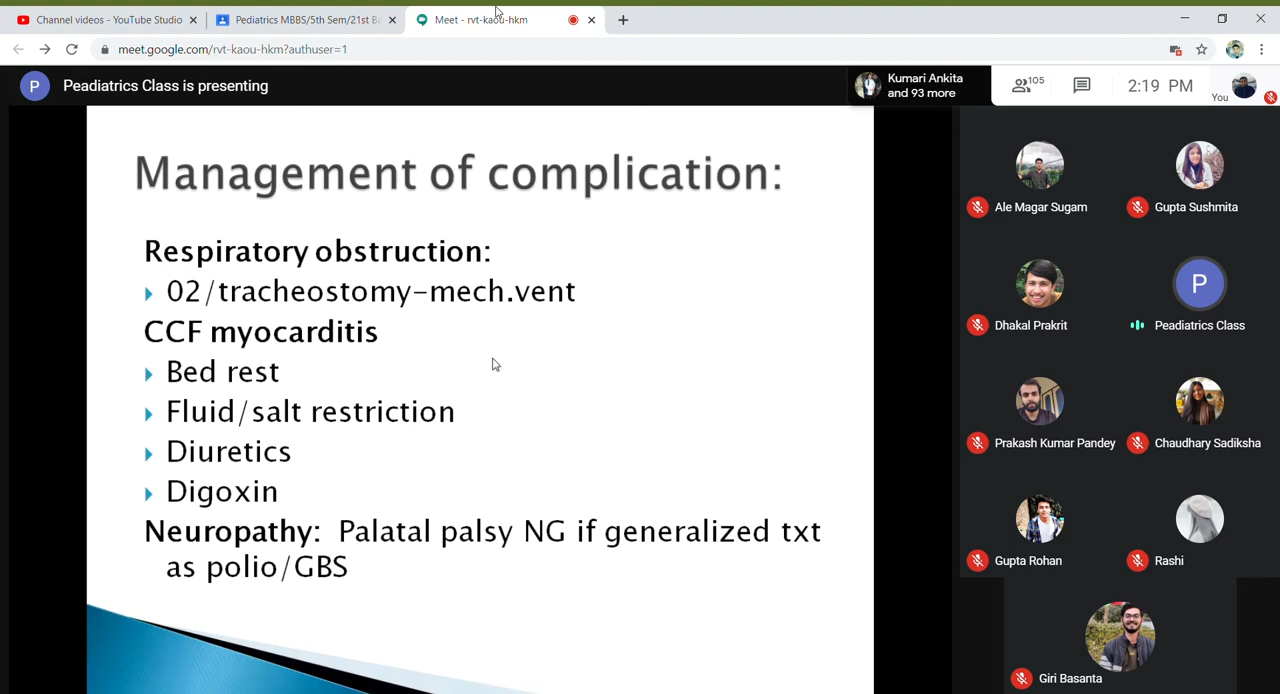 Channel videos - YouTube Studio
Pediatrics MBBS/5th Sem/21st Ba
Meet - rvt-kaou-hkm
meet.google.com/rvt-kaou-hkm?authuser=1
P
Peadiatrics Class is presenting
Kumari Ankita
and 93 more
105
2:19 PM
You
Management of complication:
Respiratory obstruction:
02/tracheostomy-mech.vent
CCF myocarditis
Bed rest
Fluid/salt restriction
Diuretics
Digoxin
Neuropathy: Palatal palsy NG if generalized txt
as polio/GBS
Ale Magar Sugam
Gupta Sushmita
P
Dhakal Prakrit
Peadiatrics Class
Prakash Kumar Pandey
Chaudhary Sadiksha
Gupta Rohan
Rashi
Giri Basanta